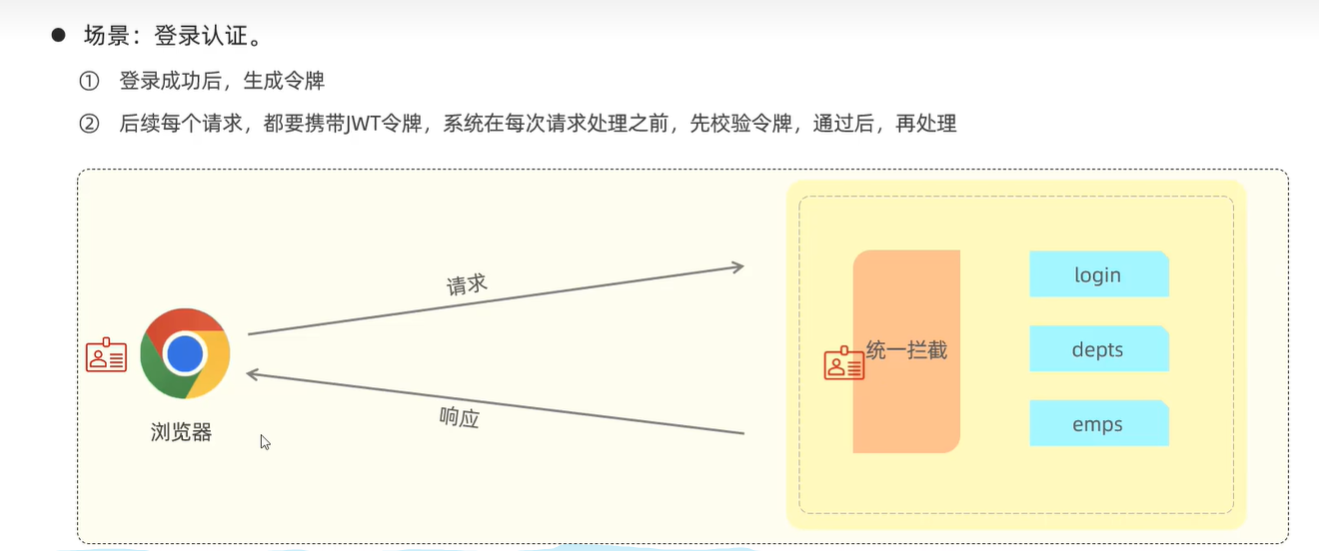 ● 场景：登录认证。
① 登录成功后，生成令牌
② 后续每个请求，都要携带JWT令牌，系统在每次请求处理之前，先校验令牌，通过后，再处理
请求
login
统一拦截
depts
响应
emps
浏览器